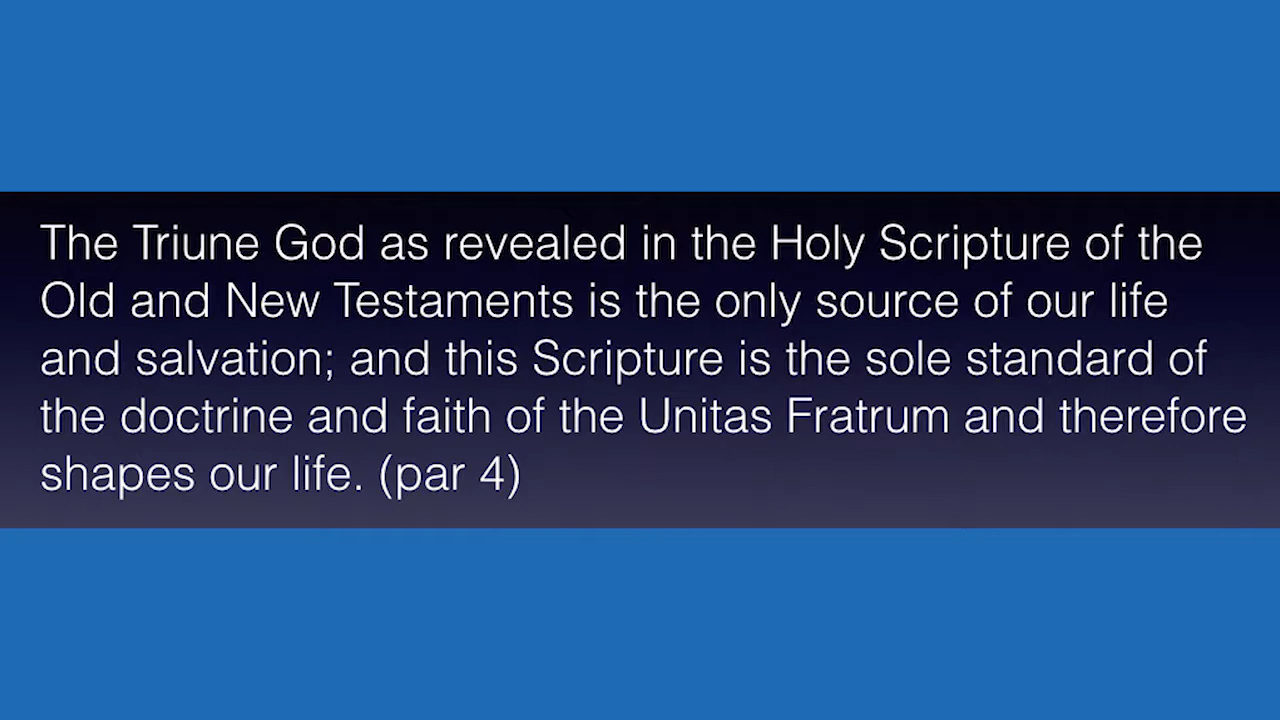 The Triune God as revealed in the Holy Scripture of the
Old and New Testaments is the only source of our life
and salvation; and this Scripture is the sole standard of
the doctrine and faith of the Unitas Fratrum and therefore
shapes our life. (par 4)